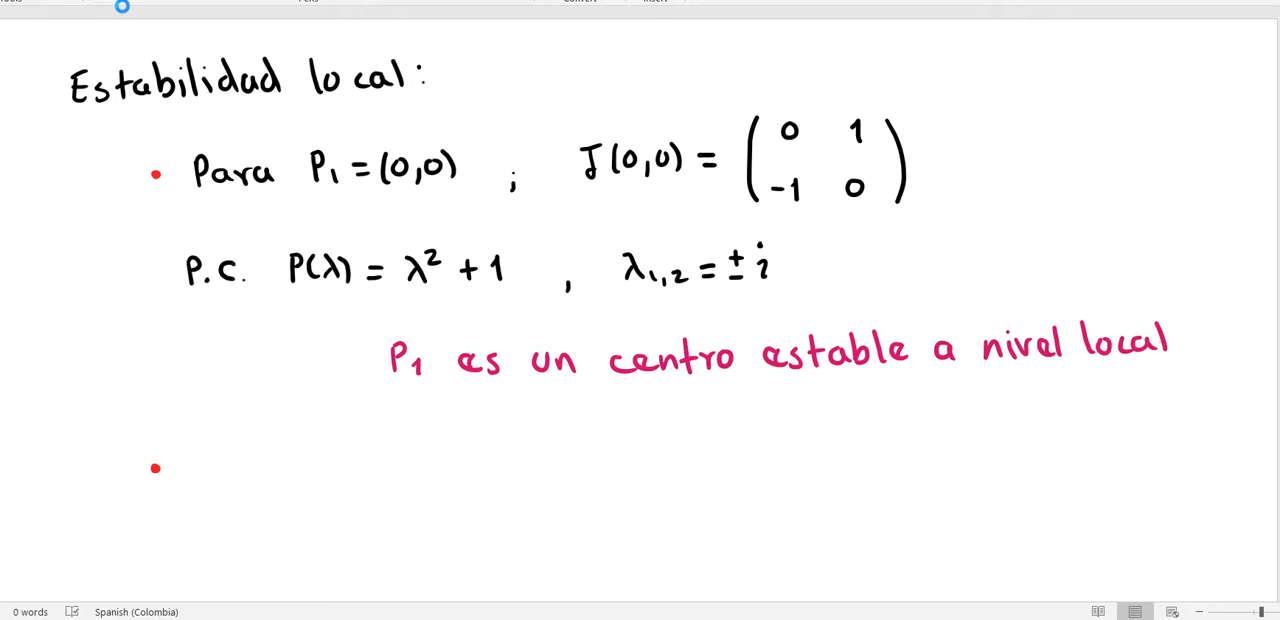 Estabilidad local:
• Para P₁ = (0,0) ; J(0,0) = ( 0 1
-1 0 )
P.C. P(λ) = λ² + 1 , λ₁,₂ = ± i
P₁ es un centro estable a nivel local
•
0 words Spanish (Colombia)